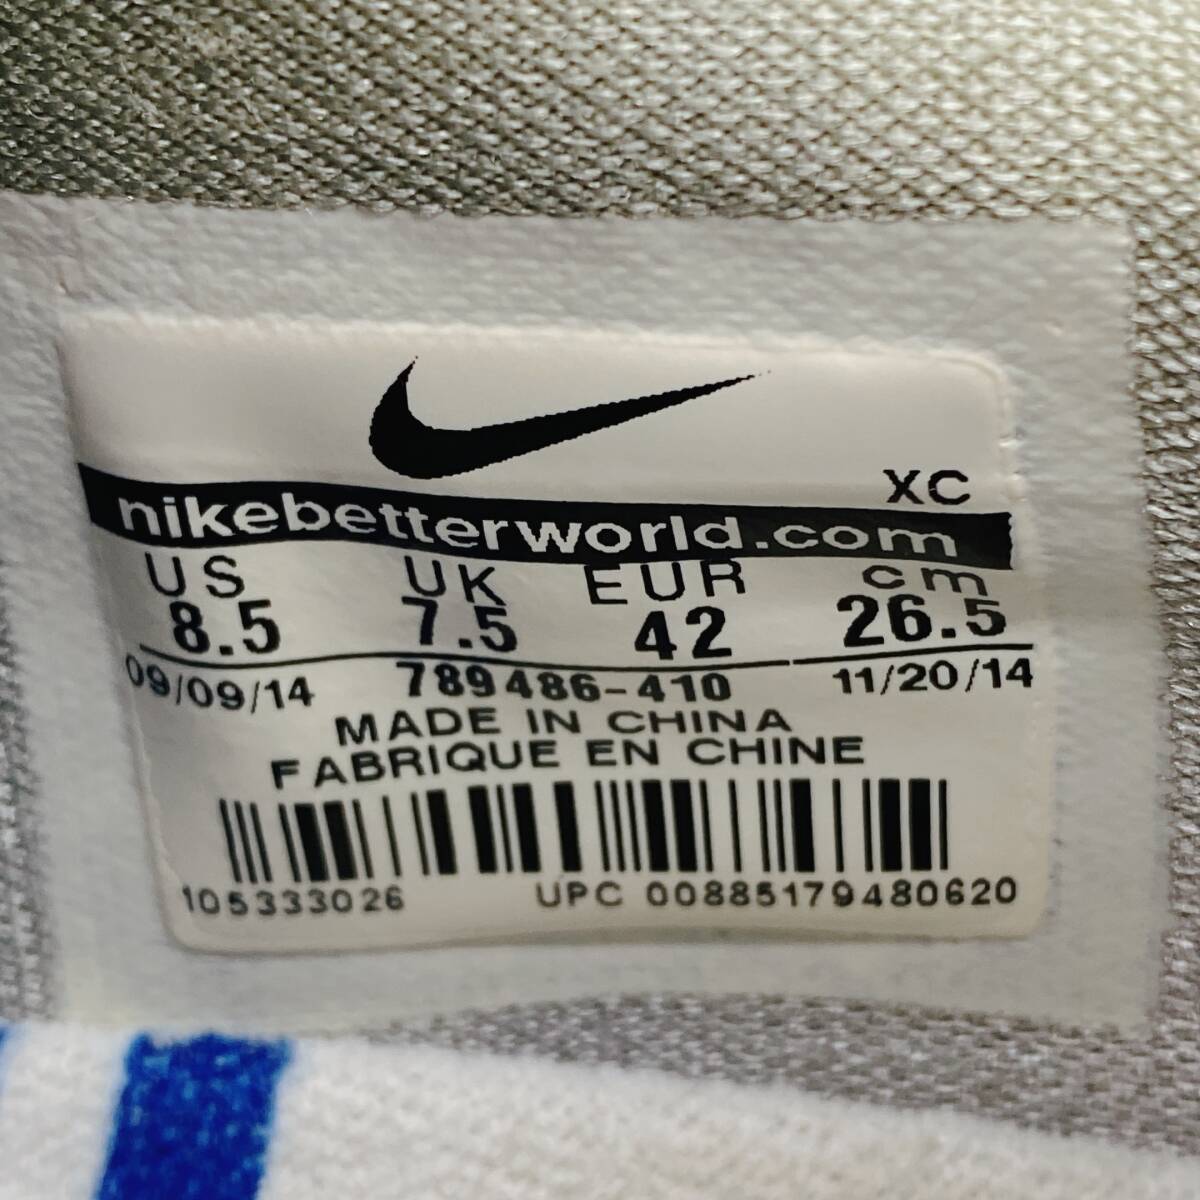 XC
nikebetterworld.com
US UK EUR cm
8.5 7.5 42 26.5
09/09/14 789486-410 11/20/14
MADE IN CHINA
FABRIQUE EN CHINE
105333026 UPC 00885179480620